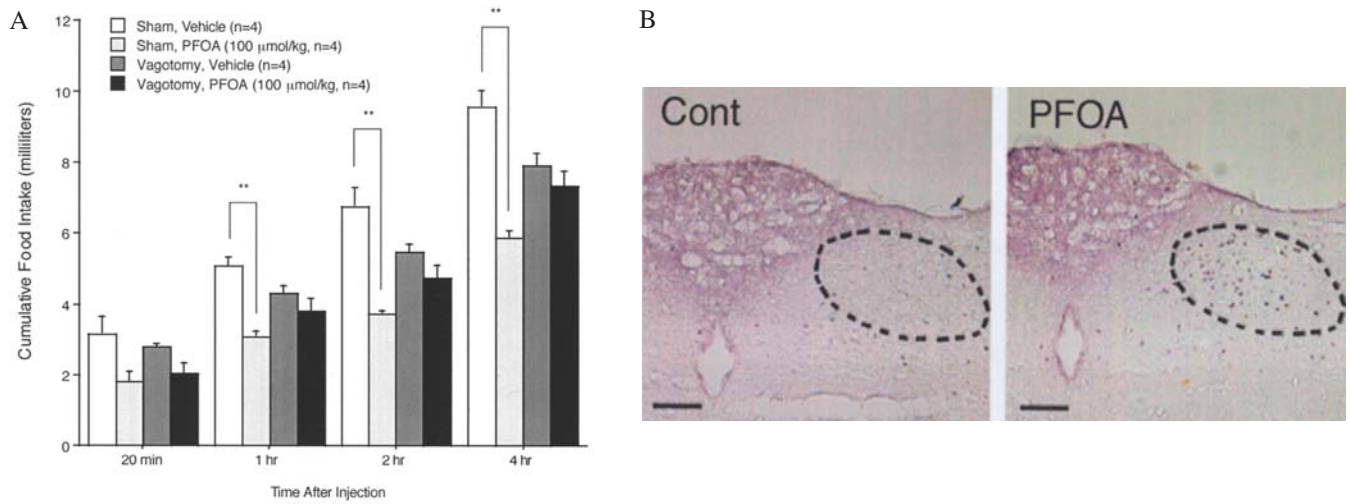 A
12
10
8
6
4
2
0
Cumulative Food Intake (milliliters)
Sham, Vehicle (n=4)
Sham, PFOA (100 μmol/kg, n=4)
Vagotomy, Vehicle (n=4)
Vagotomy, PFOA (100 μmol/kg, n=4)
**
**
**
20 min
1 hr
2 hr
4 hr
Time After Injection
B
Cont
PFOA